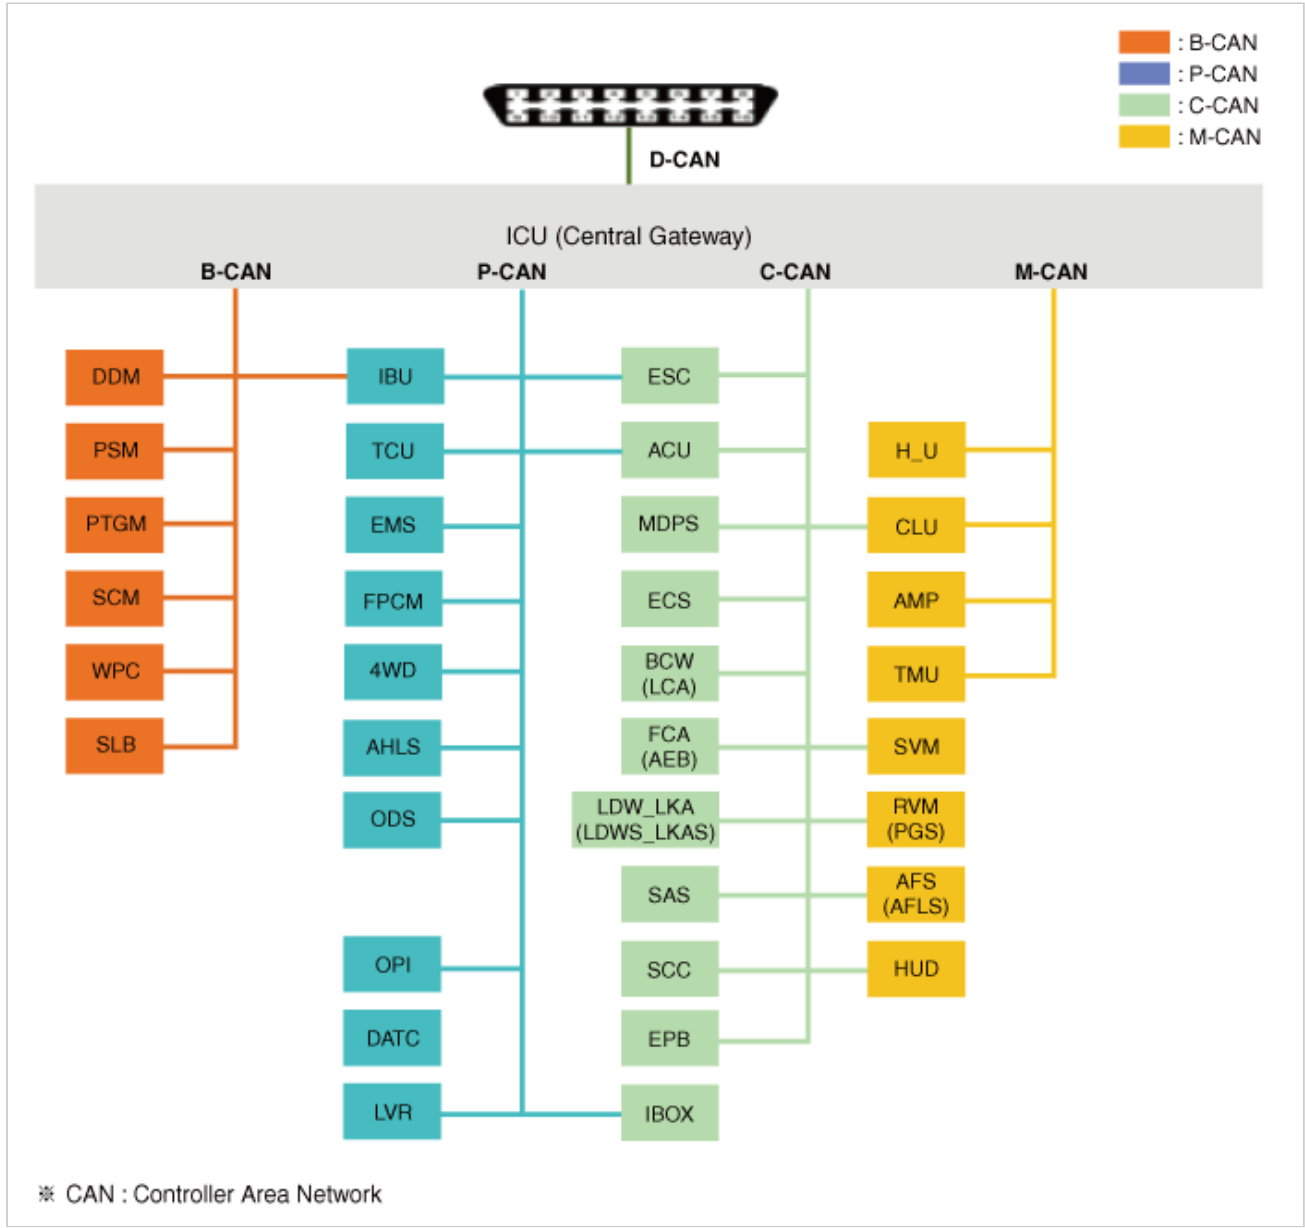 : B-CAN
: P-CAN
: C-CAN
: M-CAN
D-CAN
ICU (Central Gateway)
B-CAN P-CAN C-CAN M-CAN
DDM IBU ESC
PSM TCU ACU H_U
PTGM EMS MDPS CLU
SCM FPCM ECS AMP
WPC 4WD BCW
(LCA) TMU
SLB AHLS FCA
(AEB) SVM
ODS LDW_LKA
(LDWS_LKAS) RVM
(PGS)
SAS AFS
(AFLS)
OPI SCC HUD
DATC EPB
LVR IBOX
※ CAN : Controller Area Network